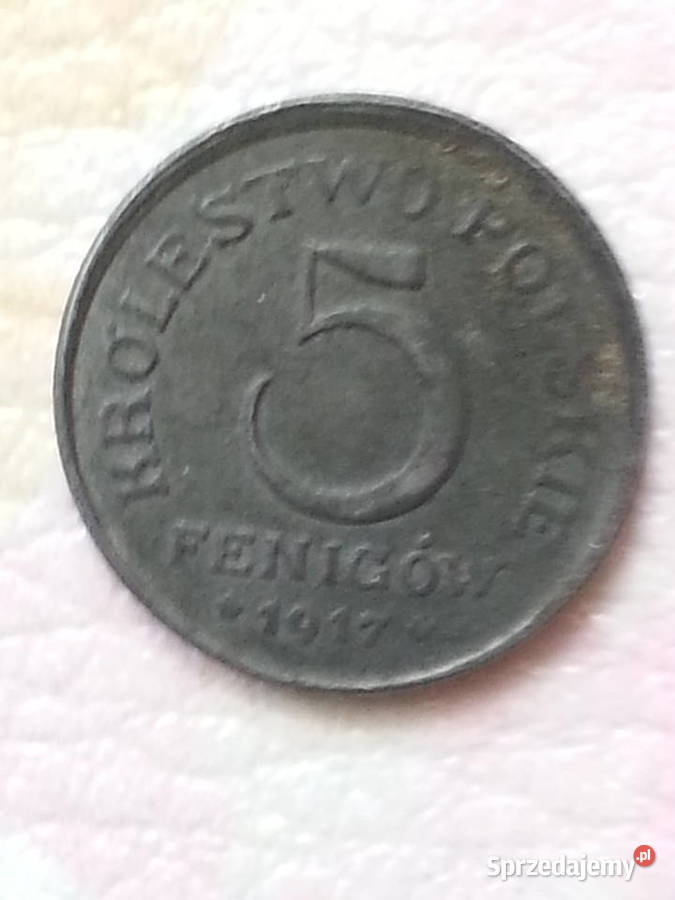 KRÓLESTWO POLSKIE
5
FENIGÓW
* 1917 *
Sprzedajemy.pl